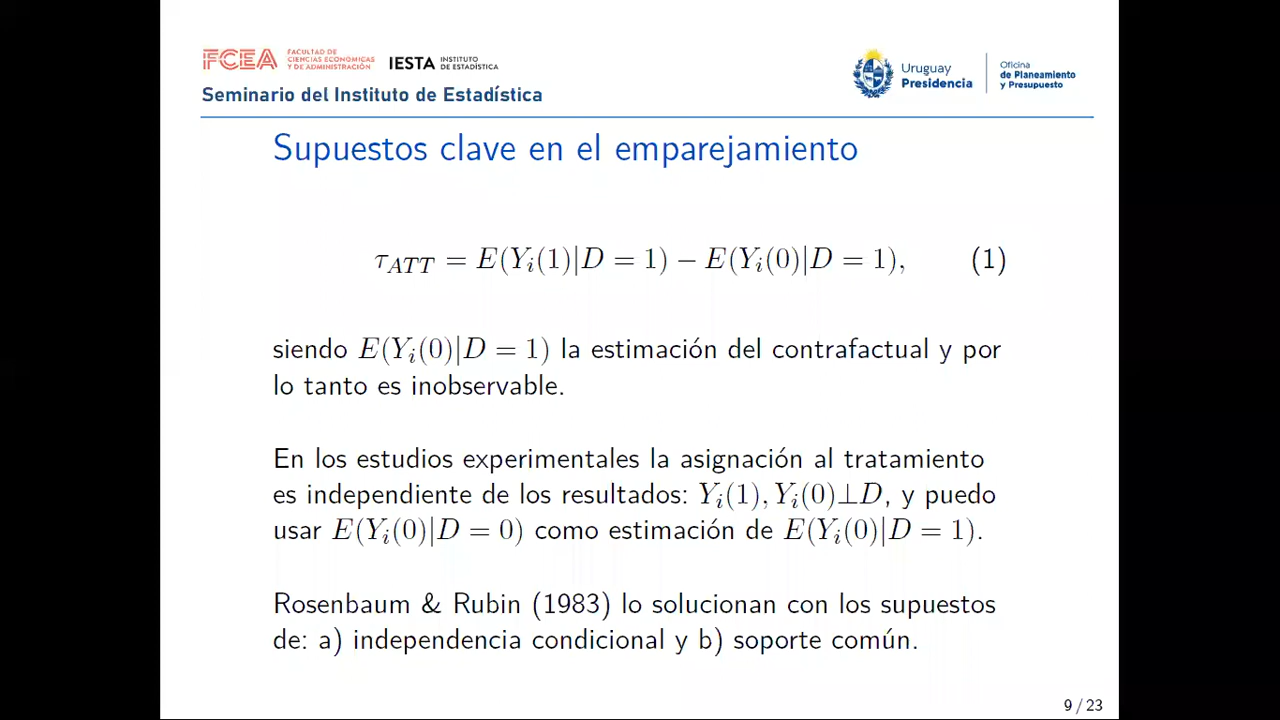 FCEA FACULTAD DE CIENCIAS ECONÓMICAS Y DE ADMINISTRACIÓN IESTA INSTITUTO DE ESTADÍSTICA
Uruguay Presidencia Oficina de Planeamiento y Presupuesto
Seminario del Instituto de Estadística
Supuestos clave en el emparejamiento
τ_ATT = E(Y_i(1)|D = 1) − E(Y_i(0)|D = 1), (1)
siendo E(Y_i(0)|D = 1) la estimación del contrafactual y por
lo tanto es inobservable.
En los estudios experimentales la asignación al tratamiento
es independiente de los resultados: Y_i(1), Y_i(0)⊥D, y puedo
usar E(Y_i(0)|D = 0) como estimación de E(Y_i(0)|D = 1).
Rosenbaum & Rubin (1983) lo solucionan con los supuestos
de: a) independencia condicional y b) soporte común.
9 / 23